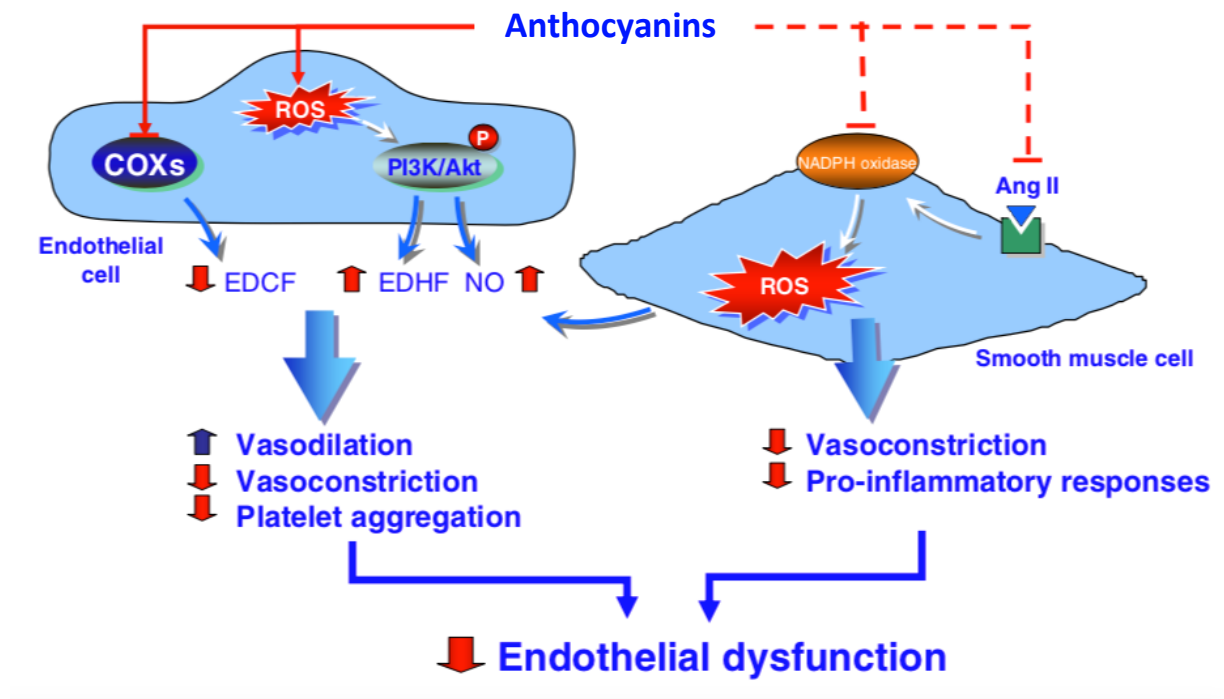 Anthocyanins
ROS
COXs
P
PI3K/Akt
Endothelial
cell
EDCF
EDHF NO
NADPH oxidase
Ang II
ROS
Smooth muscle cell
Vasodilation
Vasoconstriction
Platelet aggregation
Vasoconstriction
Pro-inflammatory responses
Endothelial dysfunction